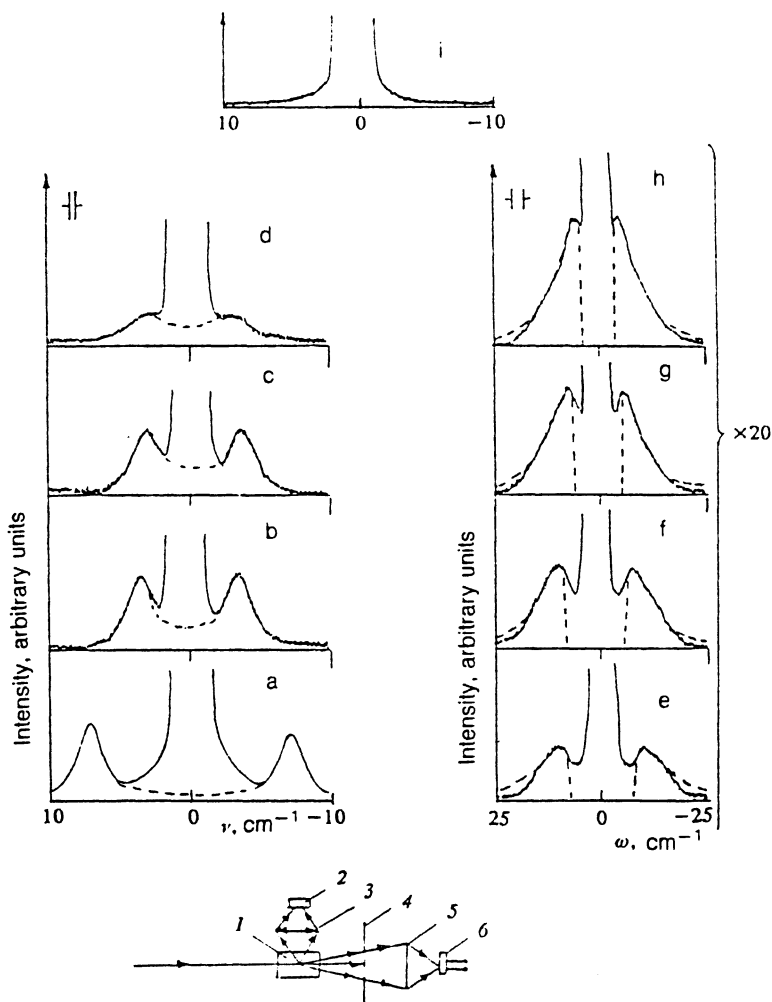 i
10 0 -10
d
c
b
a
Intensity, arbitrary units
10 0 -10
ν, cm⁻¹
h
g
f
e
×20
Intensity, arbitrary units
25 0 -25
ω, cm⁻¹
1 2 3 4 5 6